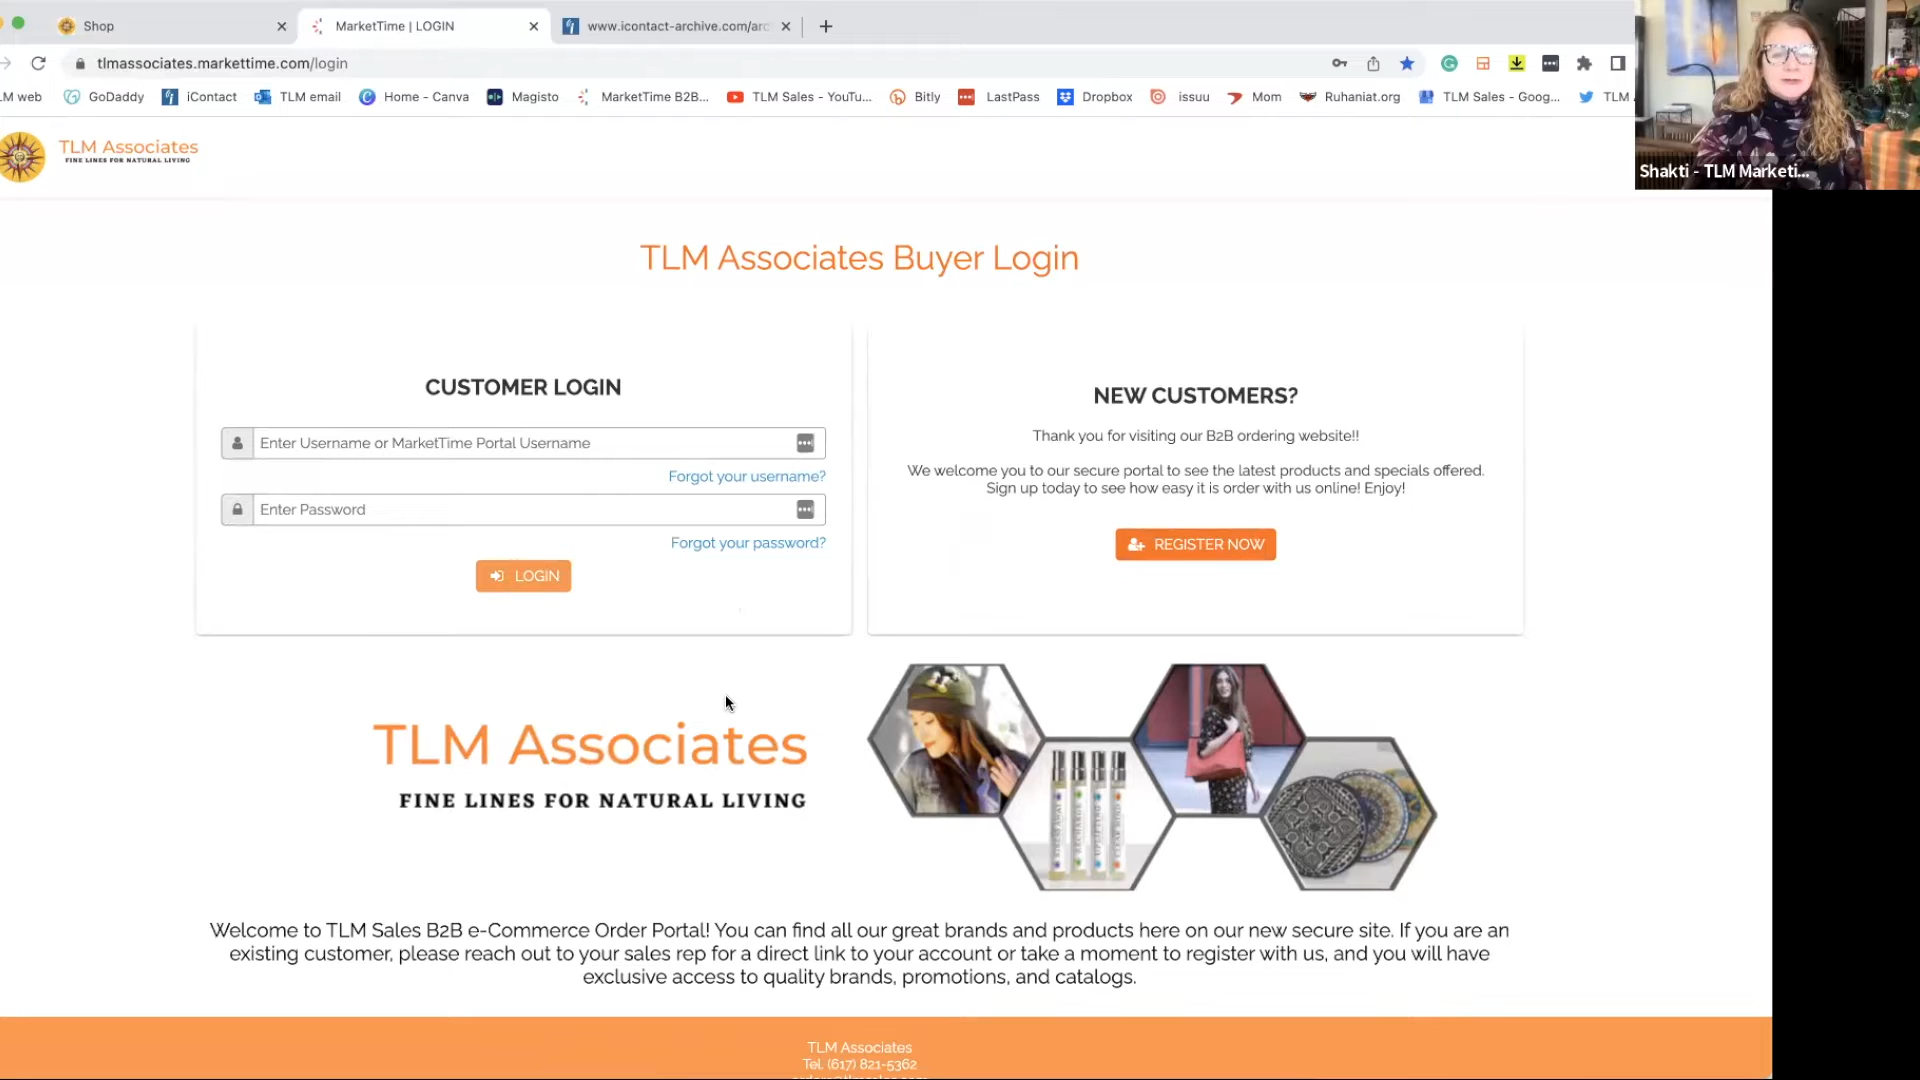 Shop
MarketTime | LOGIN
www.icontact-archive.com/arc
tlmassociates.markettime.com/login
LM web
GoDaddy
iContact
TLM email
Home - Canva
Magisto
MarketTime B2B...
TLM Sales - YouTu...
Bitly
LastPass
Dropbox
issuu
Mom
Ruhaniat.org
TLM Sales - Goog...
TLM
Shakti - TLM Marketi...
TLM Associates
FINE LINES FOR NATURAL LIVING
TLM Associates Buyer Login
CUSTOMER LOGIN
Enter Username or MarketTime Portal Username
Forgot your username?
Enter Password
Forgot your password?
LOGIN
NEW CUSTOMERS?
Thank you for visiting our B2B ordering website!!
We welcome you to our secure portal to see the latest products and specials offered.
Sign up today to see how easy it is order with us online! Enjoy!
REGISTER NOW
TLM Associates
FINE LINES FOR NATURAL LIVING
Welcome to TLM Sales B2B e-Commerce Order Portal! You can find all our great brands and products here on our new secure site. If you are an
existing customer, please reach out to your sales rep for a direct link to your account or take a moment to register with us, and you will have
exclusive access to quality brands, promotions, and catalogs.
TLM Associates
Tel. (617) 821-5362